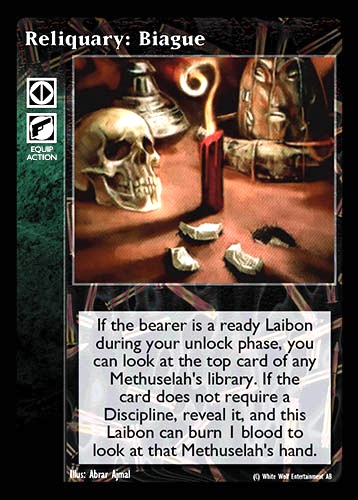 Reliquary: Biague
EQUIP
ACTION
If the bearer is a ready Laibon
during your unlock phase, you
can look at the top card of any
Methuselah's library. If the
card does not require a
Discipline, reveal it, and this
Laibon can burn 1 blood to
look at that Methuselah's hand.
Illus: Abrar Ajmal
(C) White Wolf Entertainment AB